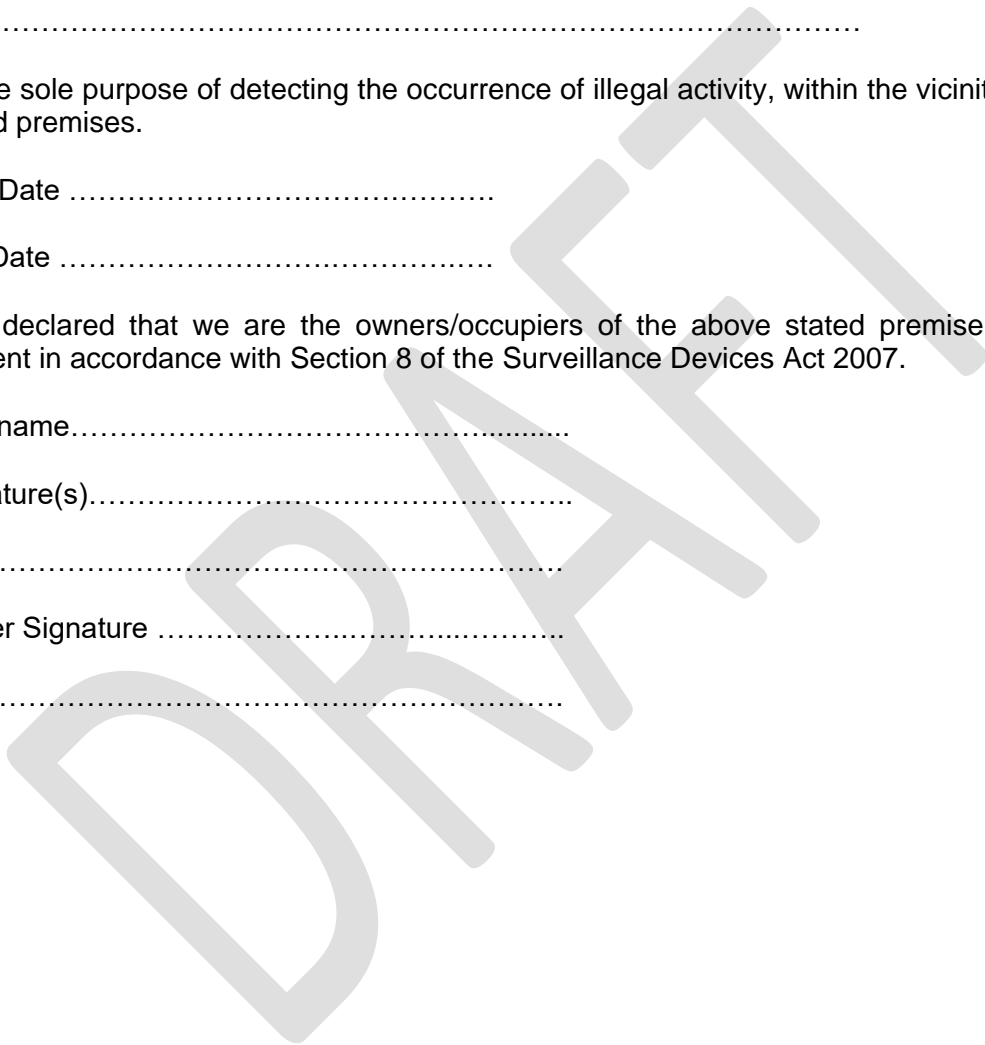 ……………………………………………………………………………
e sole purpose of detecting the occurrence of illegal activity, within the vicinit
d premises.
Date …………………………….……….
Date ……………………….………….….
declared that we are the owners/occupiers of the above stated premise
ent in accordance with Section 8 of the Surveillance Devices Act 2007.
name……………………………………...........
ature(s)…………………………………………..
………………………………………………….
er Signature ………………..………...………..
………………………………………………….
DRAFT